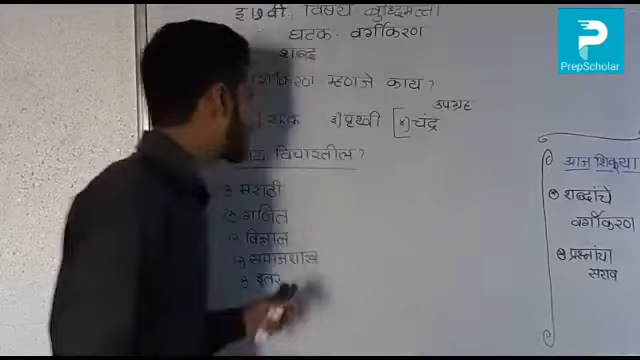 इ ७वी विषय बुद्धिमत्ता
घटक - वर्गीकरण
शब्द
वर्गीकरण म्हणजे काय?
उपग्रह
३) पृथ्वी ४) चंद्र
विचारतील?
मराठी
गणित
विज्ञान
समाजशास्त्र
इतर
आज शिकूया
शब्दांचे
वर्गीकरण
प्रश्नांचा
सराव
PrepScholar